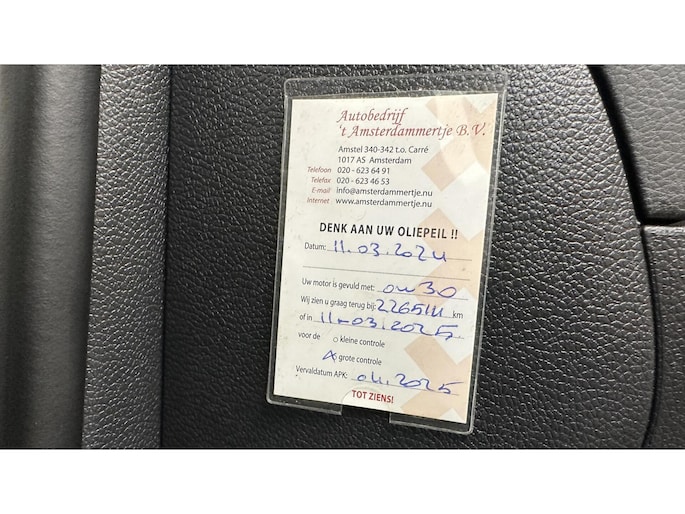 Autobedrijf
't Amsterdammertje B.V.
Amstel 340-342 t.o. Carré
1017 AS Amsterdam
Telefoon 020 - 623 64 91
Telefax 020 - 623 46 53
E-mail info@amsterdammertje.nu
Internet www.amsterdammertje.nu
DENK AAN UW OLIEPEIL !!
Datum: 11.03.2024
Uw motor is gevuld met: 0W30
Wij zien u graag terug bij: km
of in 11-03.2025
voor de kleine controle
grote controle
Vervaldatum APK: 04.2025
TOT ZIENS!